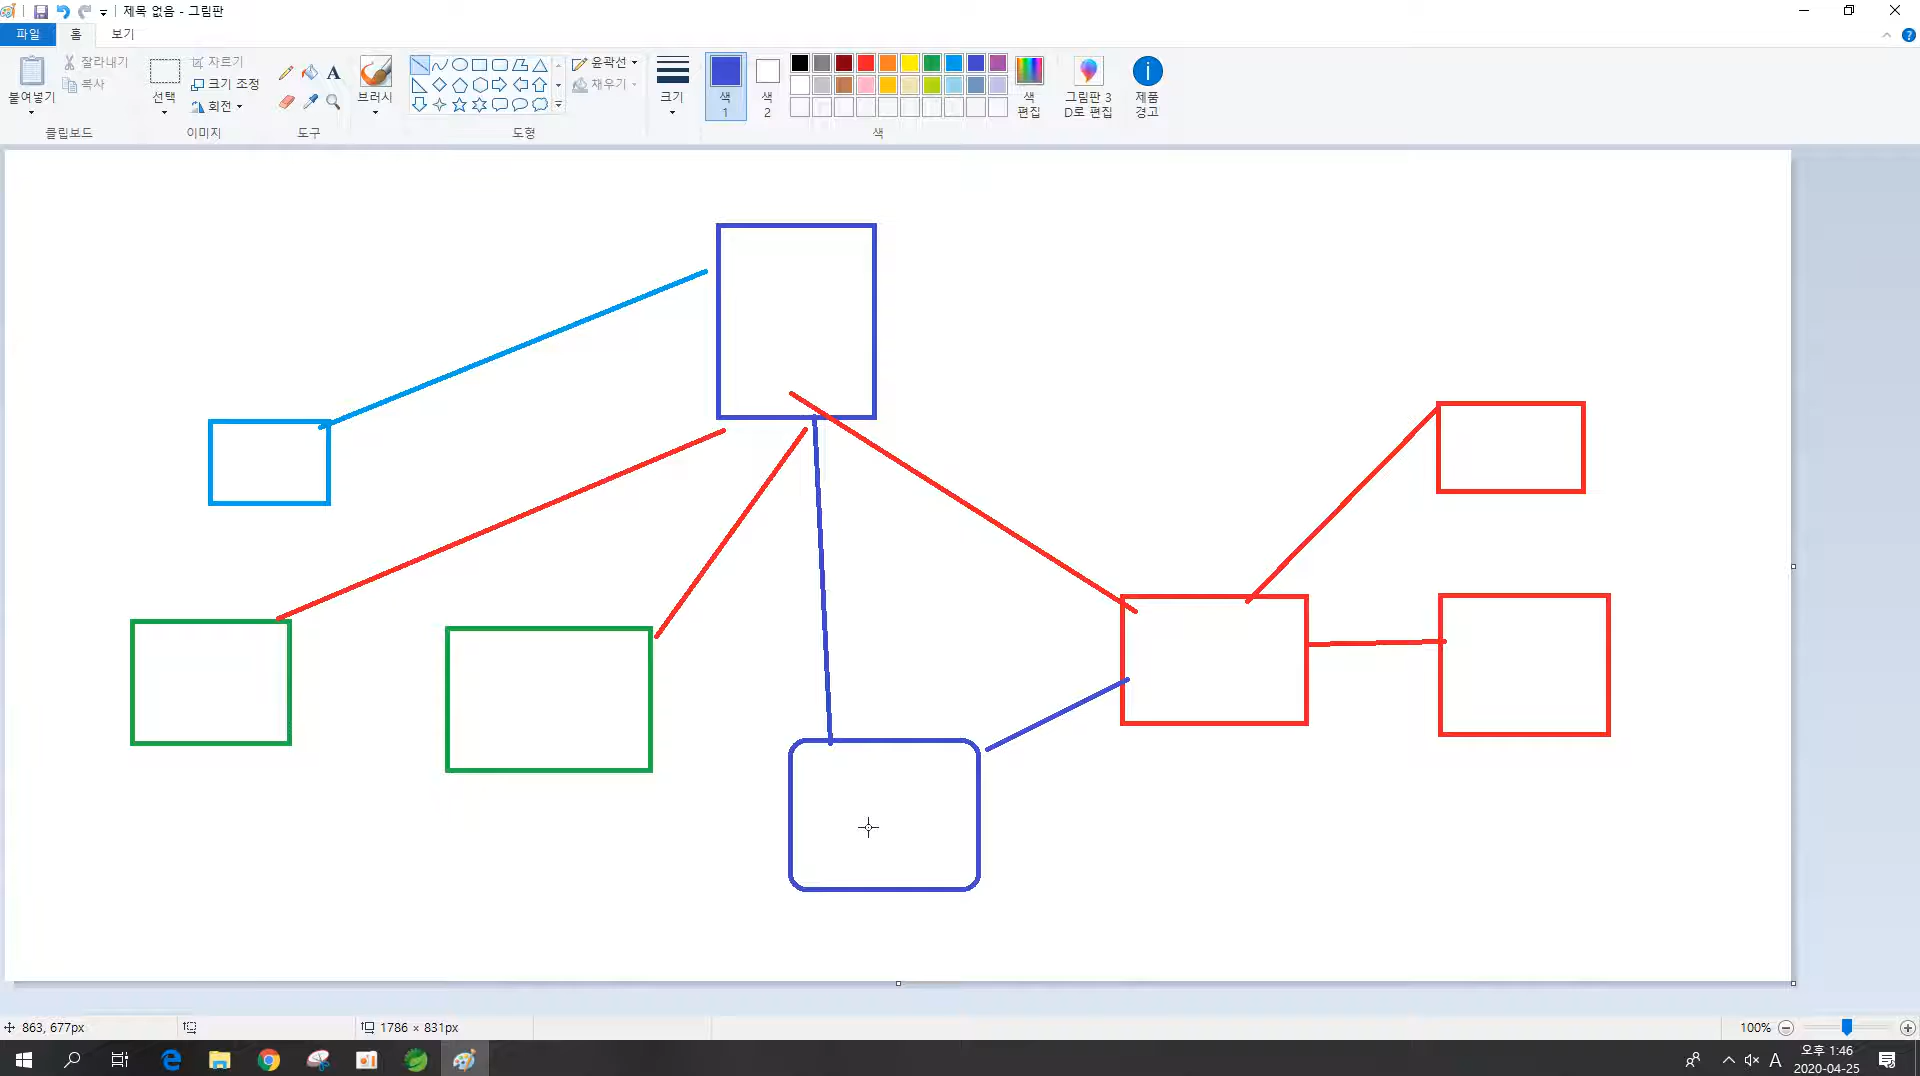 제목 없음 - 그림판
파일
홈
보기
붙여넣기
잘라내기
복사
클립보드
선택
자르기
크기 조정
회전
이미지
A
도구
브러시
윤곽선
채우기
도형
크기
색
1
색
2
색
편집
색
그림판 3
D로 편집
제품
경고
863, 677px
1786 × 831px
100%
A
오후 1:46
2020-04-25